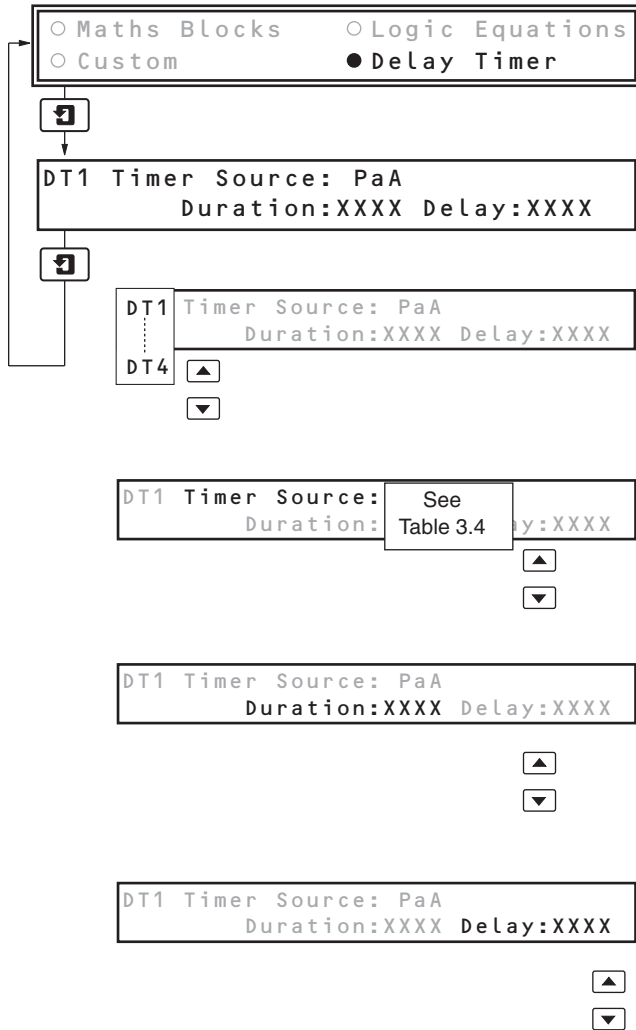 ○ Maths Blocks ○ Logic Equations
○ Custom ● Delay Timer
DT1 Timer Source: PaA
Duration:XXXX Delay:XXXX
DT1 Timer Source: PaA
Duration:XXXX Delay:XXXX
DT4
DT1 Timer Source: See
Duration: Table 3.4 ay:XXXX
DT1 Timer Source: PaA
Duration:XXXX Delay:XXXX
DT1 Timer Source: PaA
Duration:XXXX Delay:XXXX